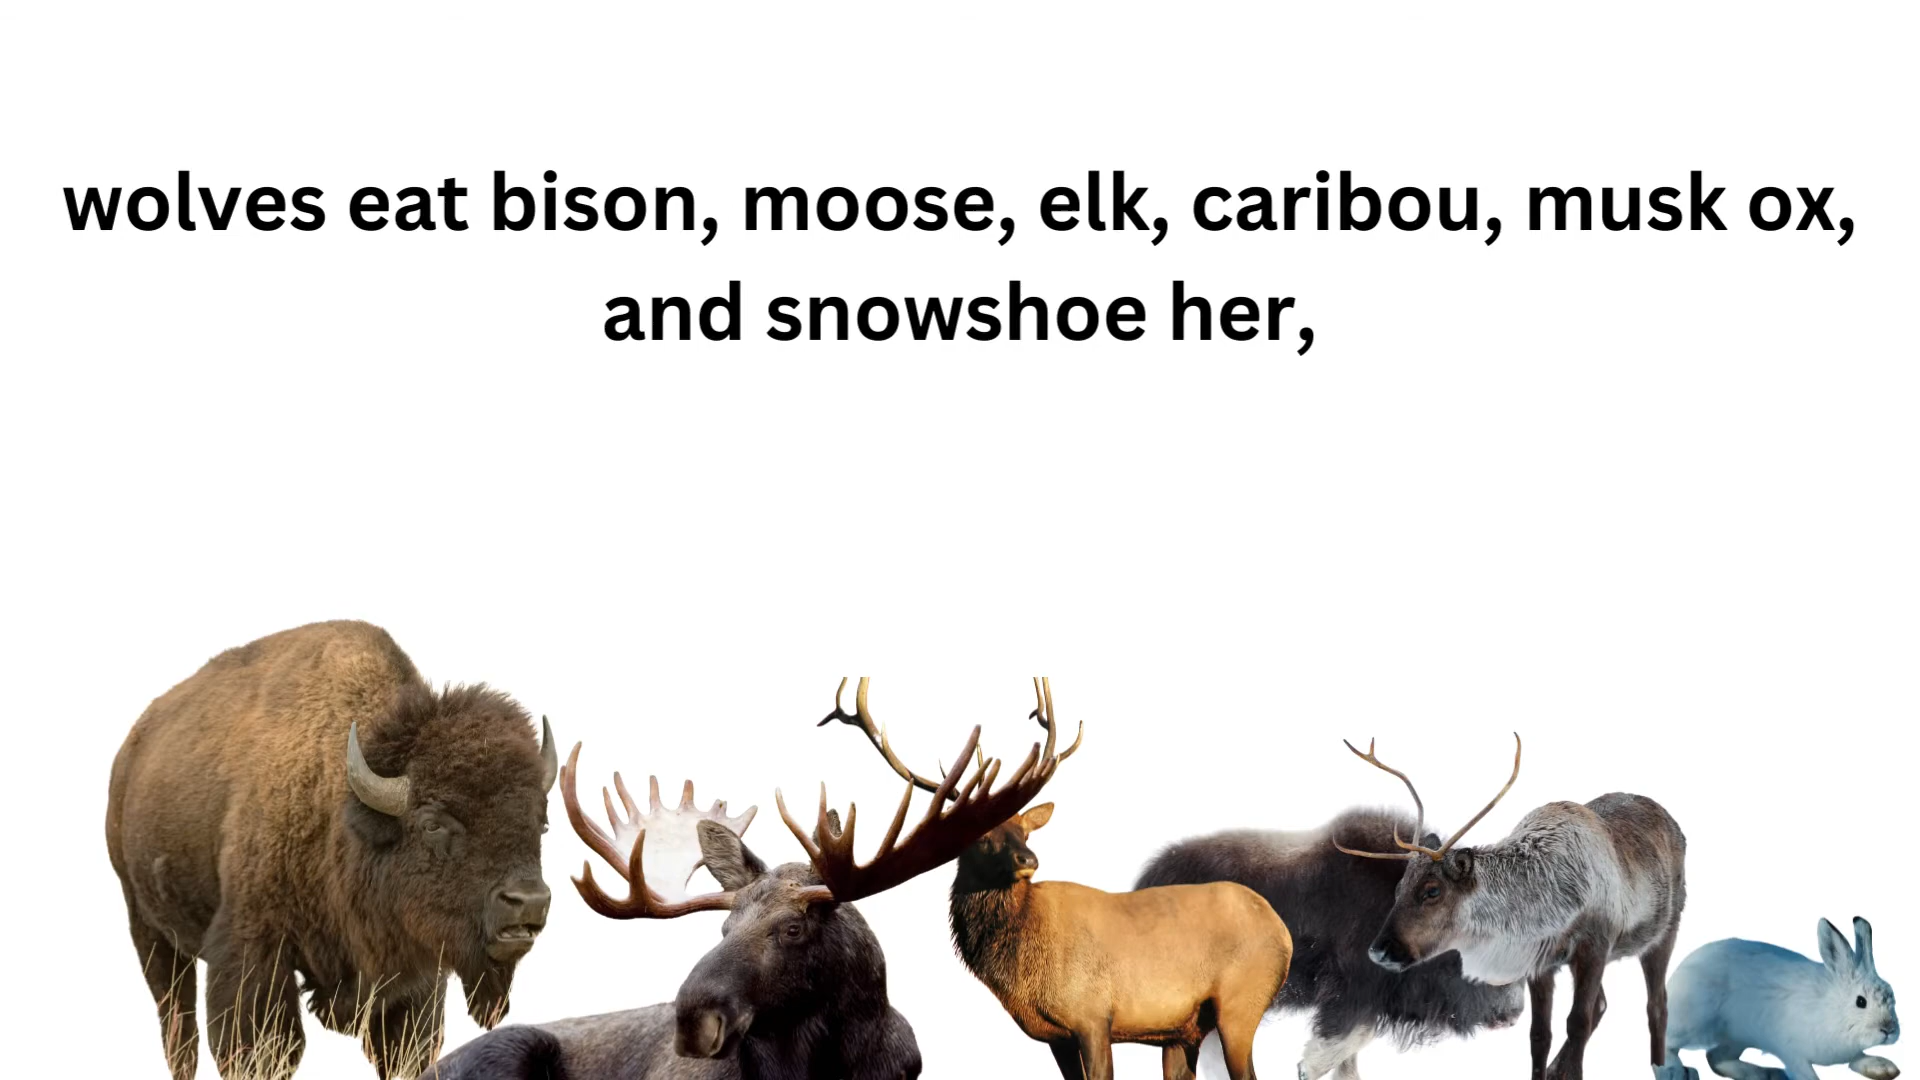 wolves eat bison, moose, elk, caribou, musk ox,
and snowshoe her,